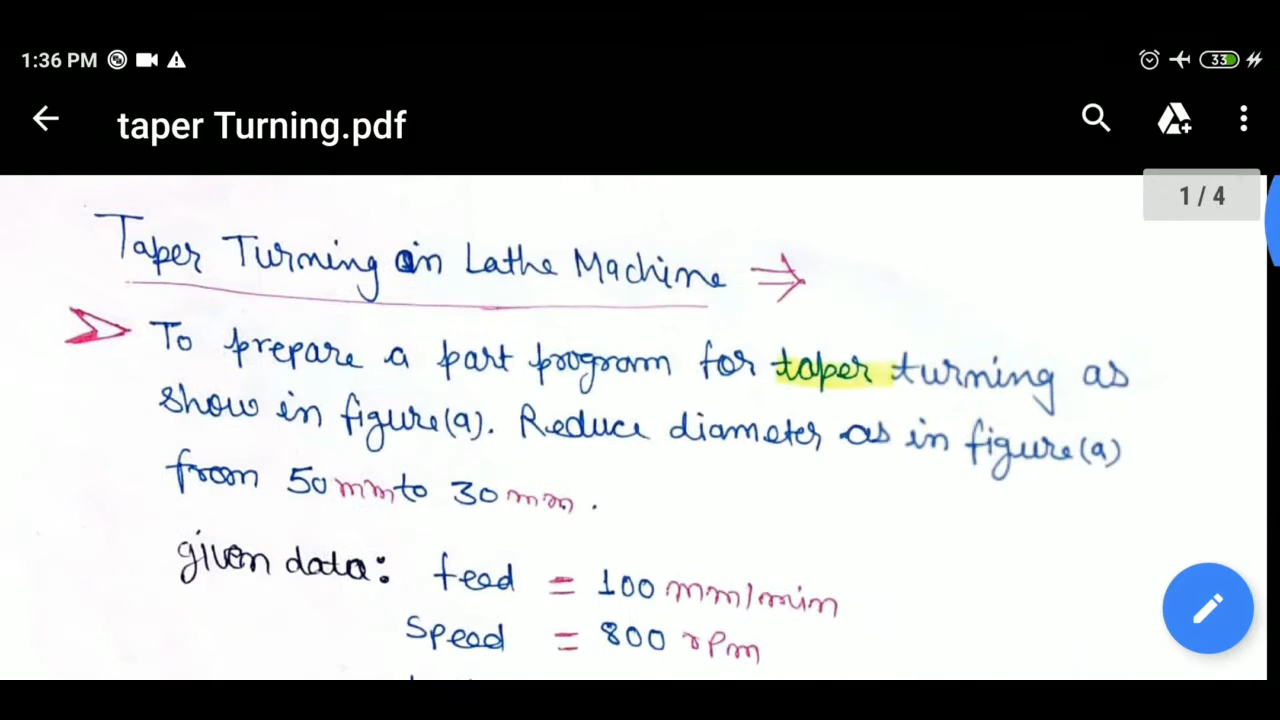 1:36 PM
33
taper Turning.pdf
1 / 4
Taper Turning in Lathe Machine
To prepare a part program for taper turning as
show in figure(a). Reduce diameter as in figure(a)
from 50mm to 30mm.
given data: feed = 100 mm/min
Speed = 800 rpm